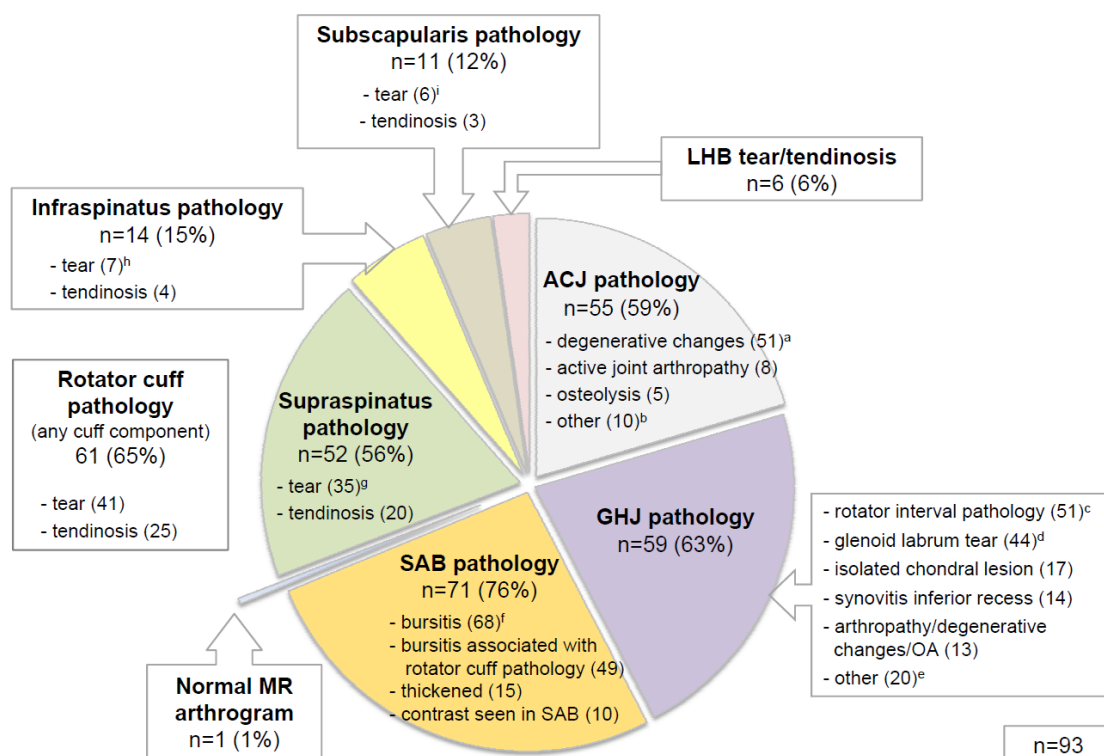 Subscapularis pathology
n=11 (12%)
- tear (6)ⁱ
- tendinosis (3)
LHB tear/tendinosis
n=6 (6%)
Infraspinatus pathology
n=14 (15%)
- tear (7)ʰ
- tendinosis (4)
ACJ pathology
n=55 (59%)
- degenerative changes (51)ᵃ
- active joint arthropathy (8)
- osteolysis (5)
- other (10)ᵇ
Rotator cuff
pathology
(any cuff component)
61 (65%)
- tear (41)
- tendinosis (25)
Supraspinatus
pathology
n=52 (56%)
- tear (35)ᵍ
- tendinosis (20)
GHJ pathology
n=59 (63%)
- rotator interval pathology (51)ᶜ
- glenoid labrum tear (44)ᵈ
- isolated chondral lesion (17)
- synovitis inferior recess (14)
- arthropathy/degenerative
changes/OA (13)
- other (20)ᵉ
SAB pathology
n=71 (76%)
- bursitis (68)ᶠ
- bursitis associated with
rotator cuff pathology (49)
- thickened (15)
- contrast seen in SAB (10)
Normal MR
arthrogram
n=1 (1%)
n=93